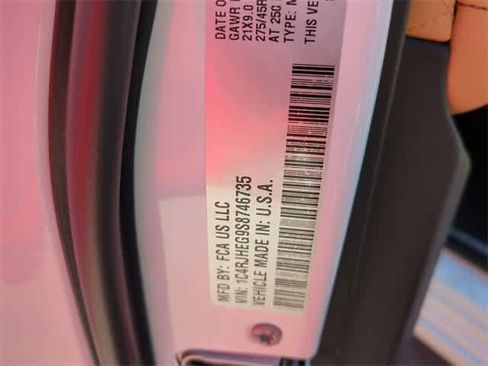 MFD BY: FCA US LLC
VIN: 1C4RJHEG9S8746735
VEHICLE MADE IN: U.S.A.
DATE O
GAWR
21X9.0
275/45R
AT 250
TYPE:
THIS VE